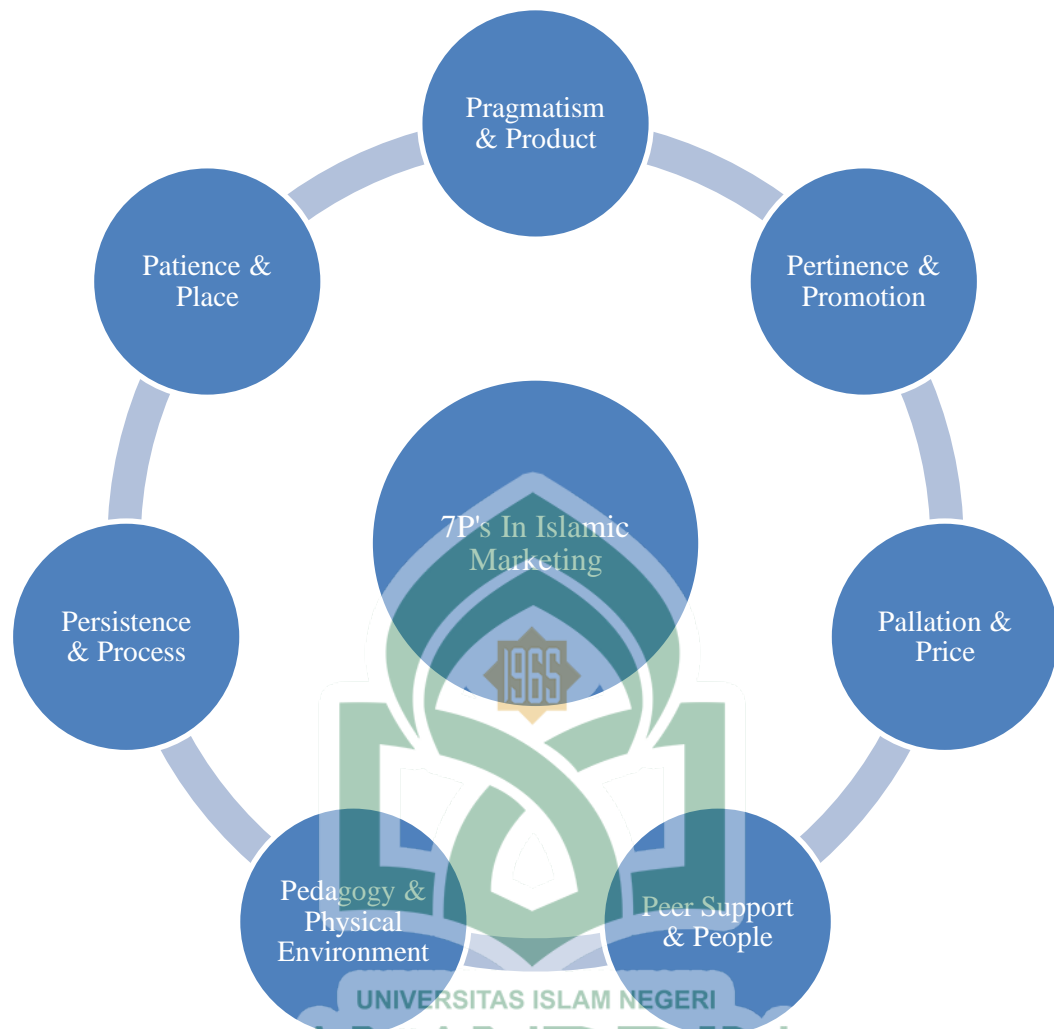 Pragmatism
& Product
Pertinence &
Promotion
Pallation &
Price
Peer Support
& People
Pedagogy &
Physical
Environment
Persistence
& Process
Patience &
Place
7P's In Islamic
Marketing
1965
UNIVERSITAS ISLAM NEGERI